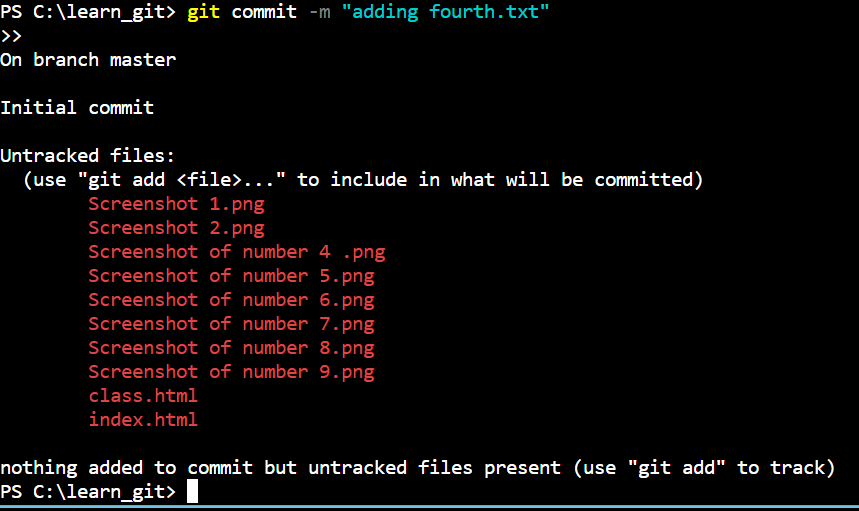 PS C:\learn_git> git commit -m "adding fourth.txt"
>>
On branch master
Initial commit
Untracked files:
  (use "git add <file>..." to include in what will be committed)
        Screenshot 1.png
        Screenshot 2.png
        Screenshot of number 4 .png
        Screenshot of number 5.png
        Screenshot of number 6.png
        Screenshot of number 7.png
        Screenshot of number 8.png
        Screenshot of number 9.png
        class.html
        index.html
nothing added to commit but untracked files present (use "git add" to track)
PS C:\learn_git>